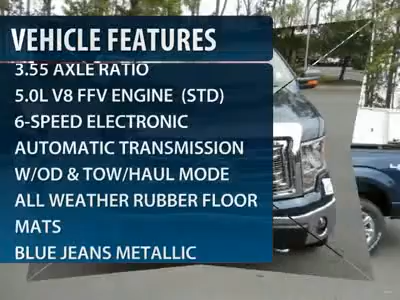 VEHICLE FEATURES
3.55 AXLE RATIO
5.0L V8 FFV ENGINE (STD)
6-SPEED ELECTRONIC
AUTOMATIC TRANSMISSION
W/OD & TOW/HAUL MODE
ALL WEATHER RUBBER FLOOR
MATS
BLUE JEANS METALLIC